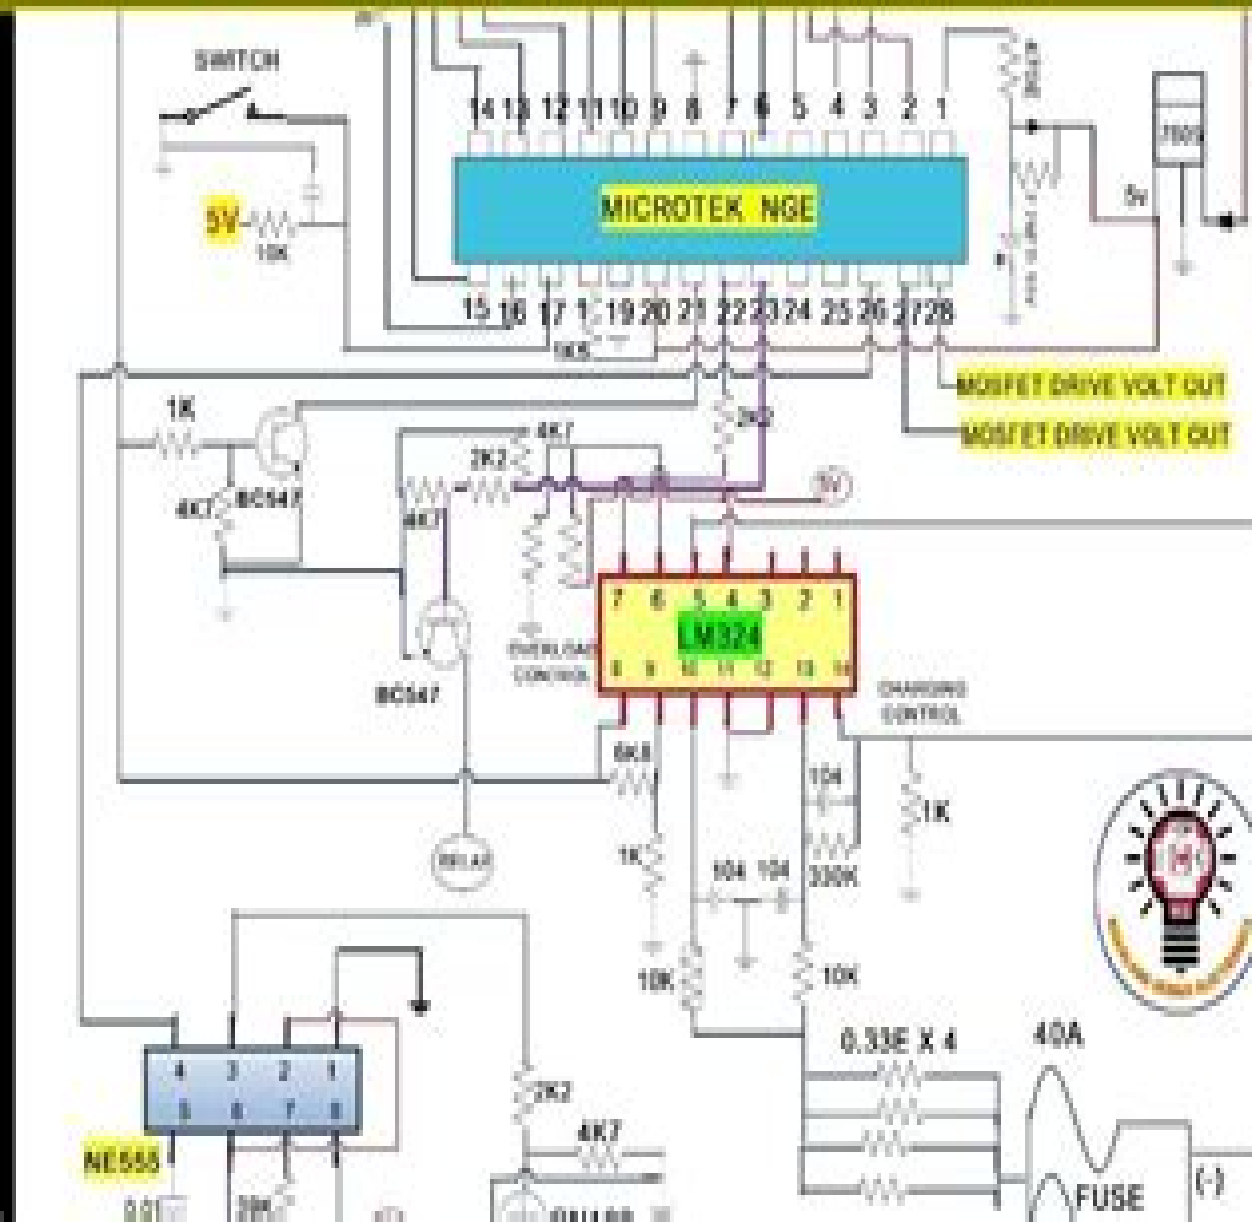 SWITCH
14 13 12 11 10 9 8 7 6 5 4 3 2 1
7805
MICROTEK NGE
5V
10K
5v
15 16 17 19 20 21 22 23 24 25 26 27 28
1K5
MOSFET DRIVE VOLT OUT
MOSFET DRIVE VOLT OUT
1K
2K2
4K7
2K2
4K7
BC547
4K7
5V
7 6 5 4 3 2 1
LM324
8 9 10 11 12 13 14
OVERLOAD
CONTROL
BC547
CHARGING
CONTROL
6K8
104
1K
1K
330K
104 104
RELAY
10K
10K
0.33E X 4
40A
4 3 2 1
5 6 7 8
2K2
4K7
NE555
FUSE
(-)